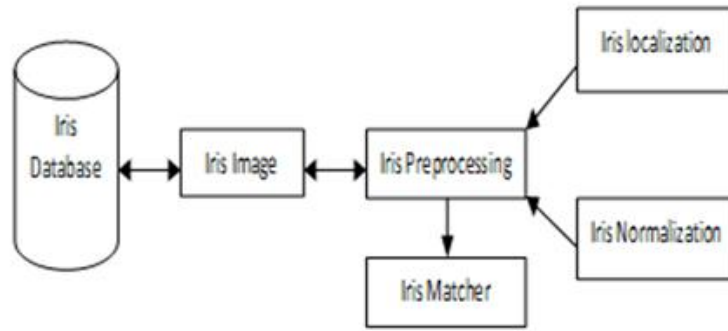 Iris
Database
Iris Image
Iris Preprocessing
Iris localization
Iris Normalization
Iris Matcher